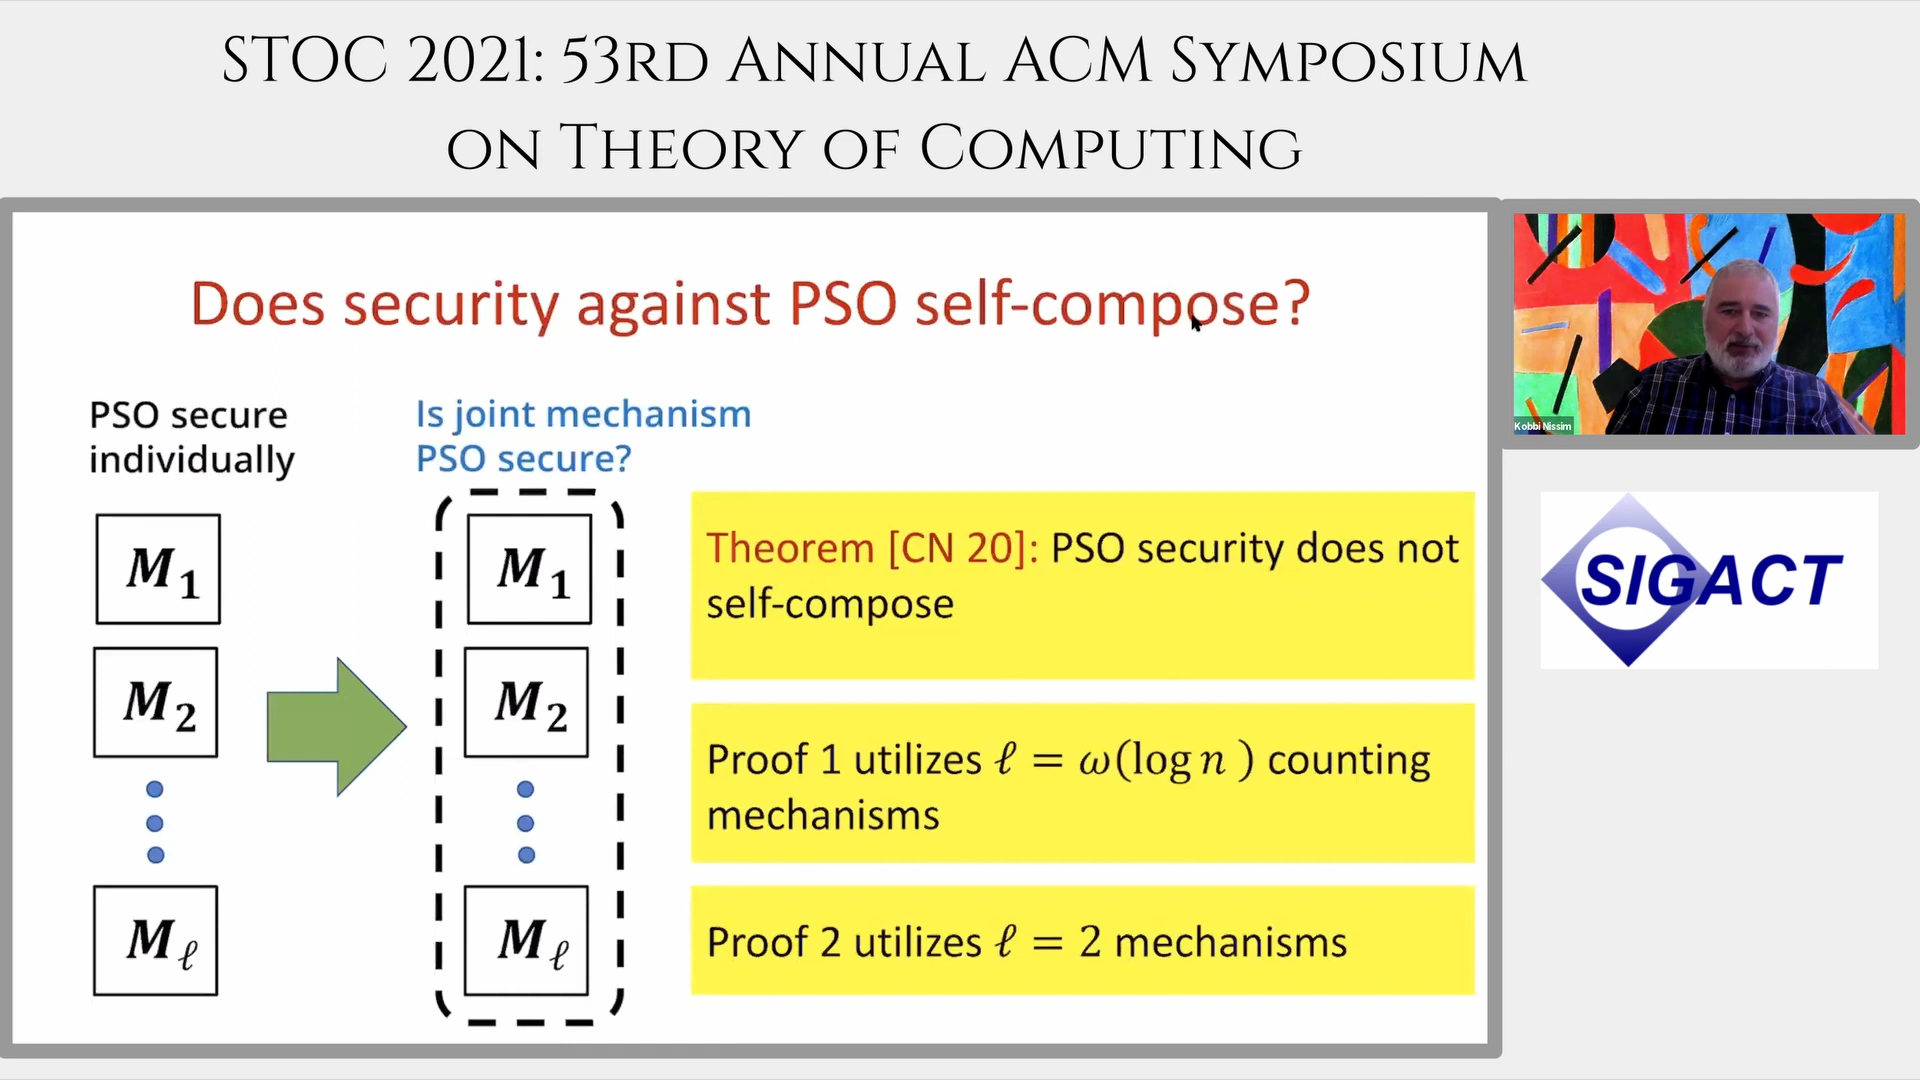 STOC 2021: 53rd Annual ACM Symposium
on Theory of Computing
Does security against PSO self-compose?
PSO secure
individually
Is joint mechanism
PSO secure?
M1
M2
Mℓ
M1
M2
Mℓ
Theorem [CN 20]: PSO security does not
self-compose
Proof 1 utilizes ℓ = ω(log n ) counting
mechanisms
Proof 2 utilizes ℓ = 2 mechanisms
Kobbi Nissim
SIGACT